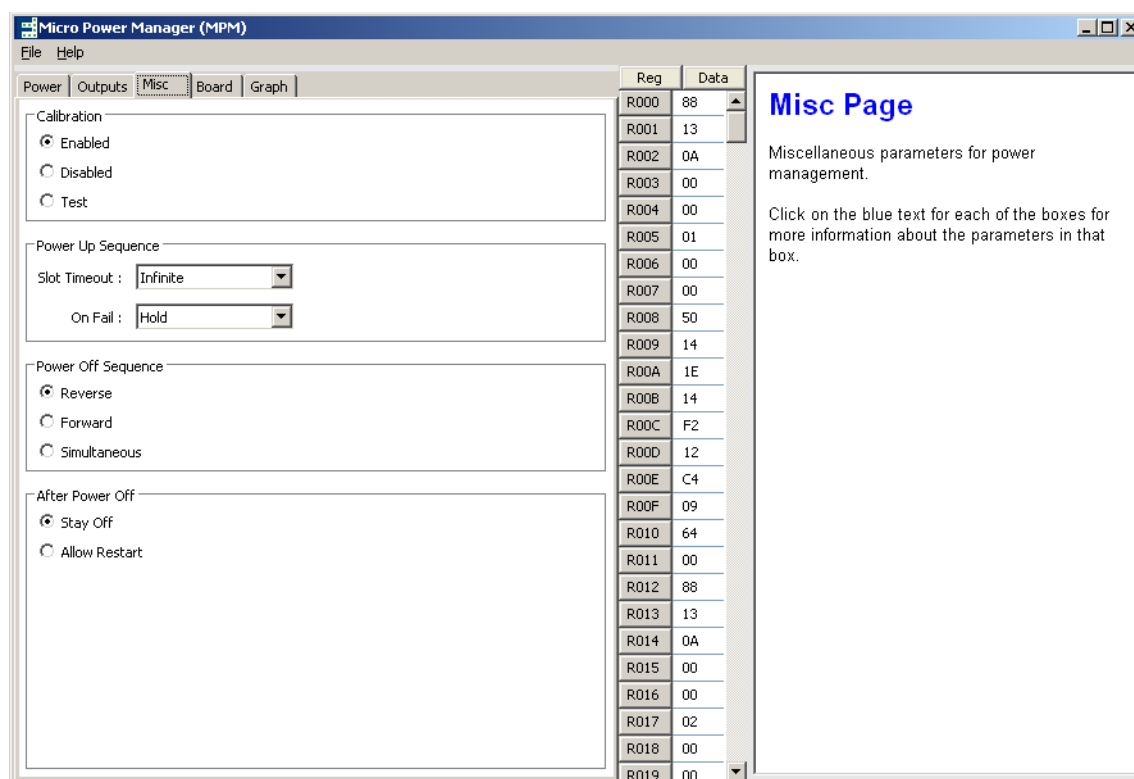 Micro Power Manager (MPM)
File Help
Power Outputs Misc Board Graph
Calibration
Enabled
Disabled
Test
Power Up Sequence
Slot Timeout : Infinite
On Fail : Hold
Power Off Sequence
Reverse
Forward
Simultaneous
After Power Off
Stay Off
Allow Restart
Reg Data
R000 88
R001 13
R002 0A
R003 00
R004 00
R005 01
R006 00
R007 00
R008 50
R009 14
R00A 1E
R00B 14
R00C F2
R00D 12
R00E C4
R00F 09
R010 64
R011 00
R012 88
R013 13
R014 0A
R015 00
R016 00
R017 02
R018 00
R019 00
Misc Page
Miscellaneous parameters for power
management.
Click on the blue text for each of the boxes for
more information about the parameters in that
box.